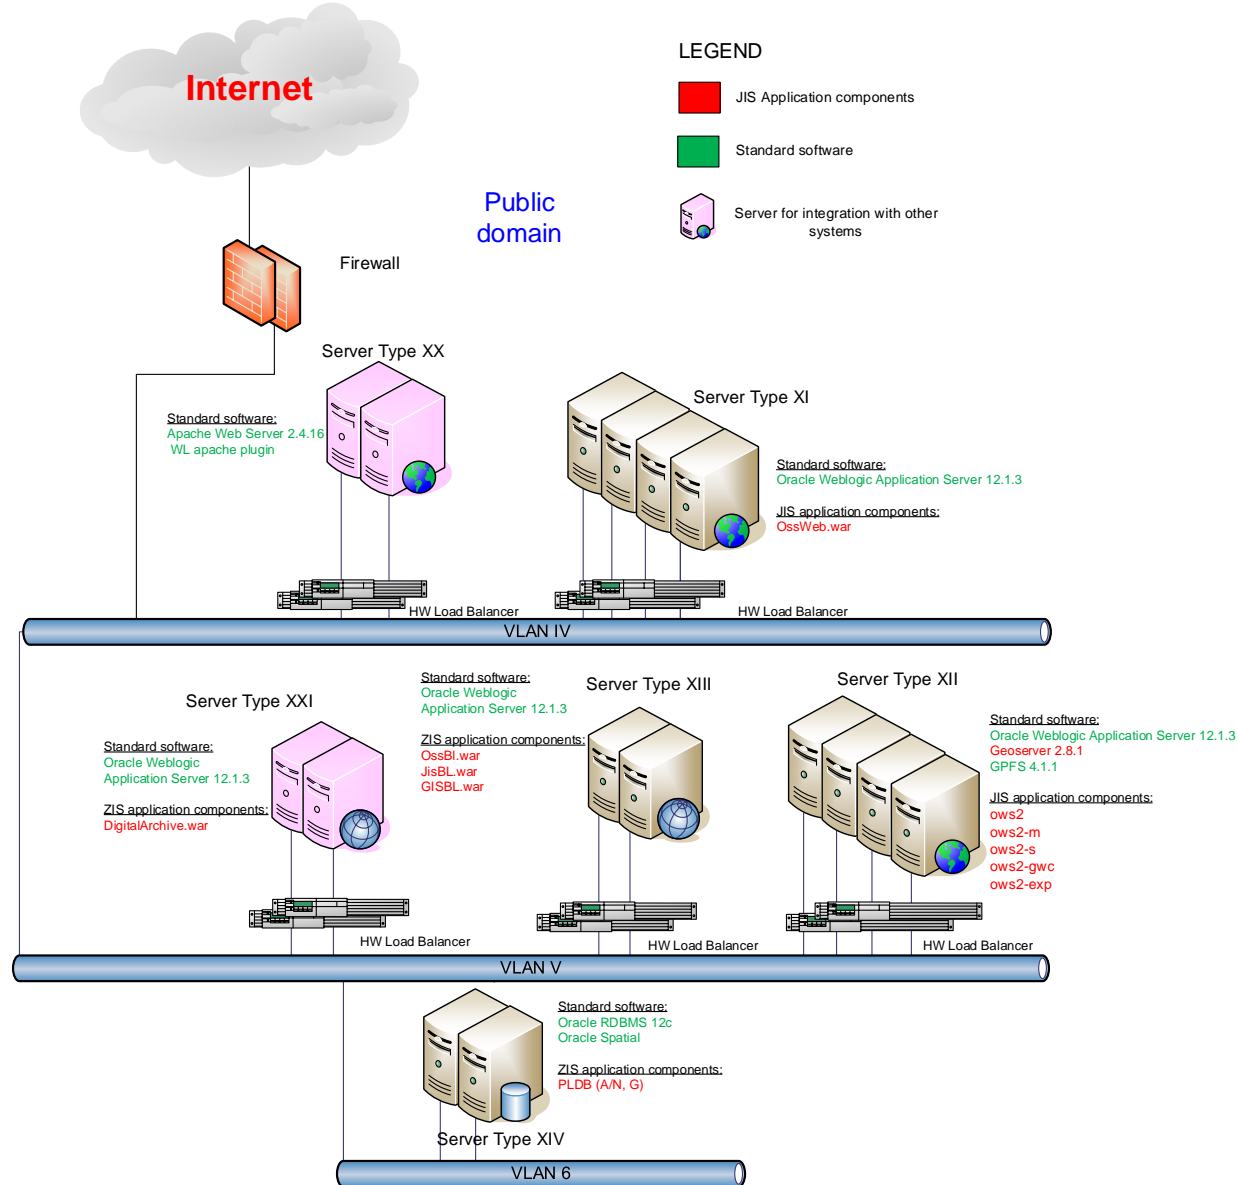 Internet
LEGEND
JIS Application components
Standard software
Server for integration with other
systems
Public
domain
Firewall
Server Type XX
Standard software:
Apache Web Server 2.4.16
WL apache plugin
Server Type XI
Standard software:
Oracle Weblogic Application Server 12.1.3
JIS application components:
OssWeb.war
HW Load Balancer
HW Load Balancer
VLAN IV
Server Type XXI
Standard software:
Oracle Weblogic
Application Server 12.1.3
ZIS application components:
DigitalArchive.war
Standard software:
Oracle Weblogic
Application Server 12.1.3
ZIS application components:
OssBl.war
JisBL.war
GISBL.war
Server Type XIII
Server Type XII
Standard software:
Oracle Weblogic Application Server 12.1.3
Geoserver 2.8.1
GPFS 4.1.1
JIS application components:
ows2
ows2-m
ows2-s
ows2-gwc
ows2-exp
HW Load Balancer
HW Load Balancer
HW Load Balancer
VLAN V
Standard software:
Oracle RDBMS 12c
Oracle Spatial
ZIS application components:
PLDB (A/N, G)
Server Type XIV
VLAN 6